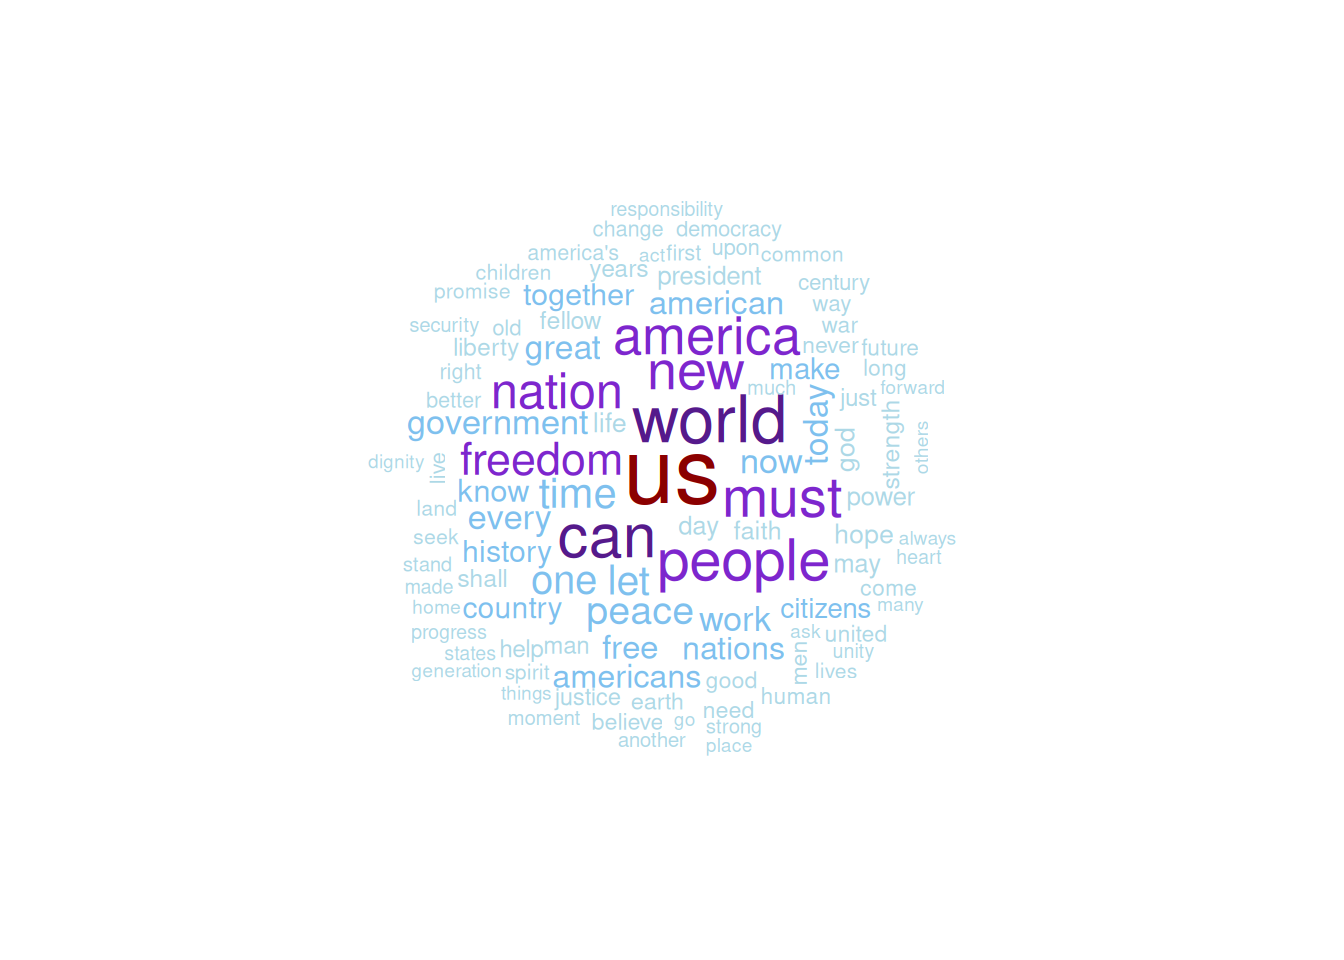 responsibility
change democracy
america's act first upon common
children years president century
promise together american way
security old fellow america war
liberty great never future
right new make long
nation much forward
better world today just
government life god strength others
freedom us now
dignity live
know time must power
land every
seek can day faith hope always
history people may heart
stand shall one let come
made
home country peace work citizens many
progress ask united
states help man free nations men unity
generation spirit americans good lives
things justice earth human
moment believe go need
strong
another place